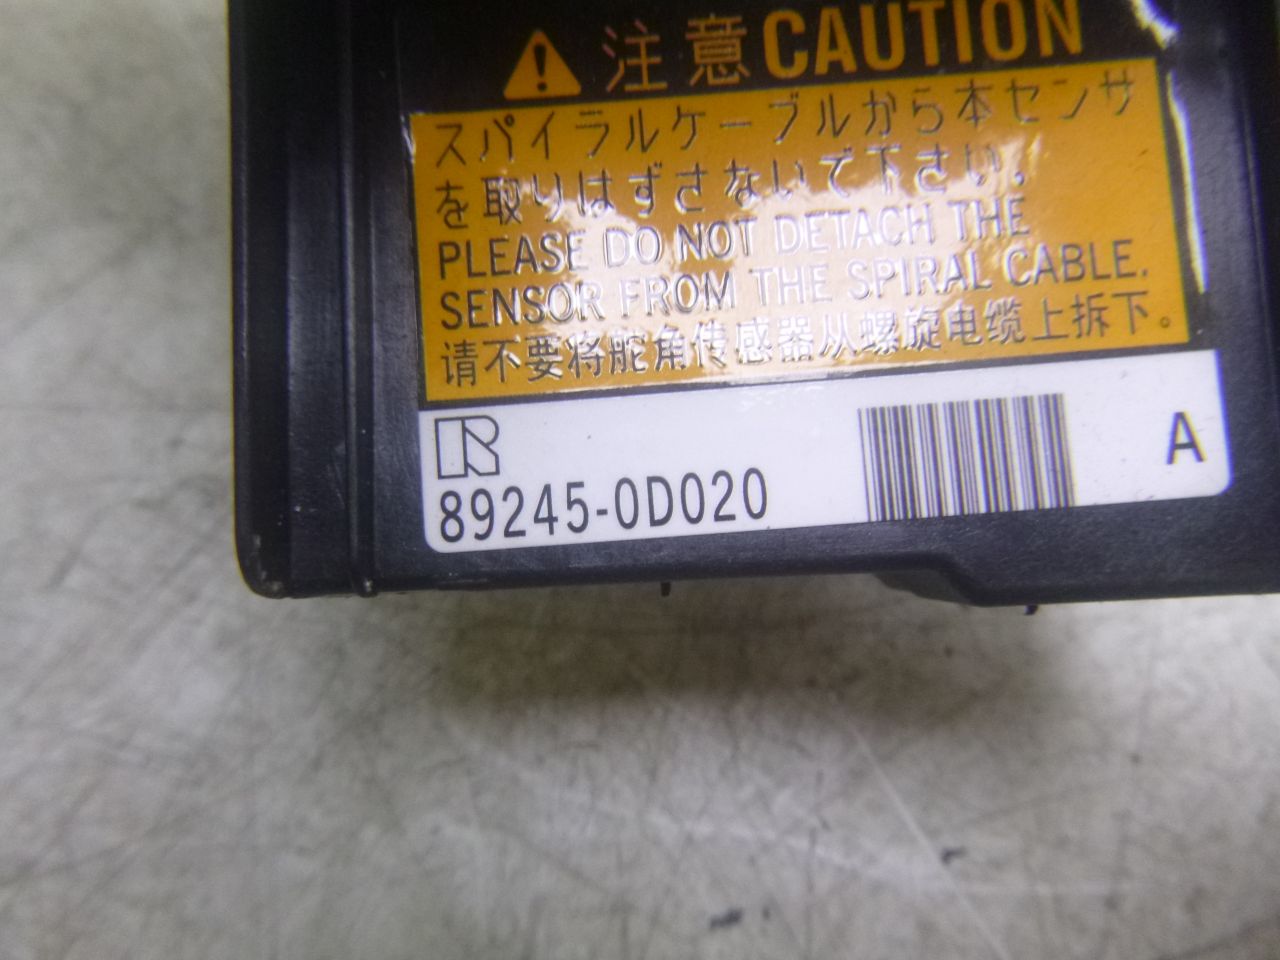 注意 CAUTION
スパイラルケーブルから本センサ
を取りはずさないで下さい。
PLEASE DO NOT DETACH THE
SENSOR FROM THE SPIRAL CABLE.
请不要将舵角传感器从螺旋电缆上拆下。
R
89245-0D020
A